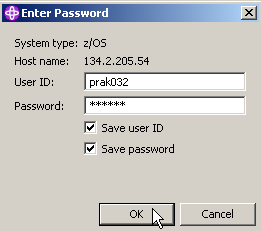 Enter Password
System type: z/OS
Host name: 134.2.205.54
User ID: prak032
Password: ******
Save user ID
Save password
OK Cancel